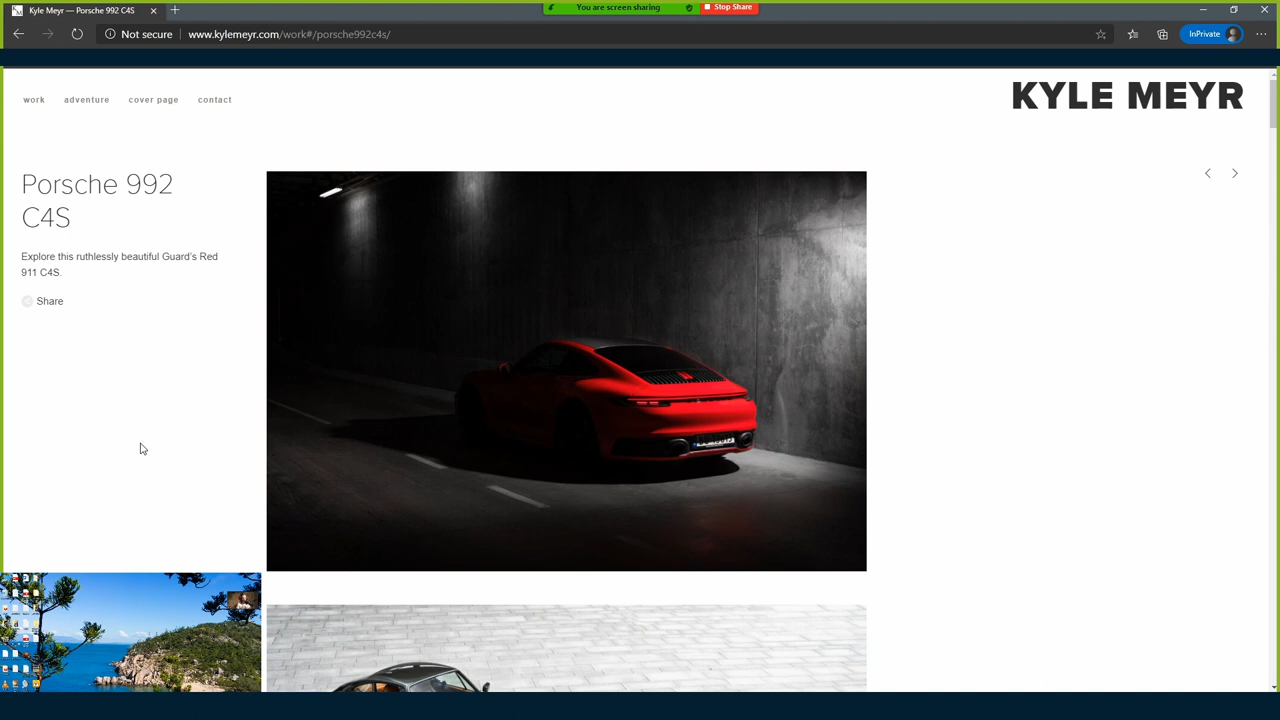 Kyle Meyr — Porsche 992 C4S
You are screen sharing
Stop Share
Not secure
www.kylemeyr.com/work#/porsche992c4s/
InPrivate
work
adventure
cover page
contact
KYLE MEYR
Porsche 992
C4S
Explore this ruthlessly beautiful Guard's Red
911 C4S.
Share